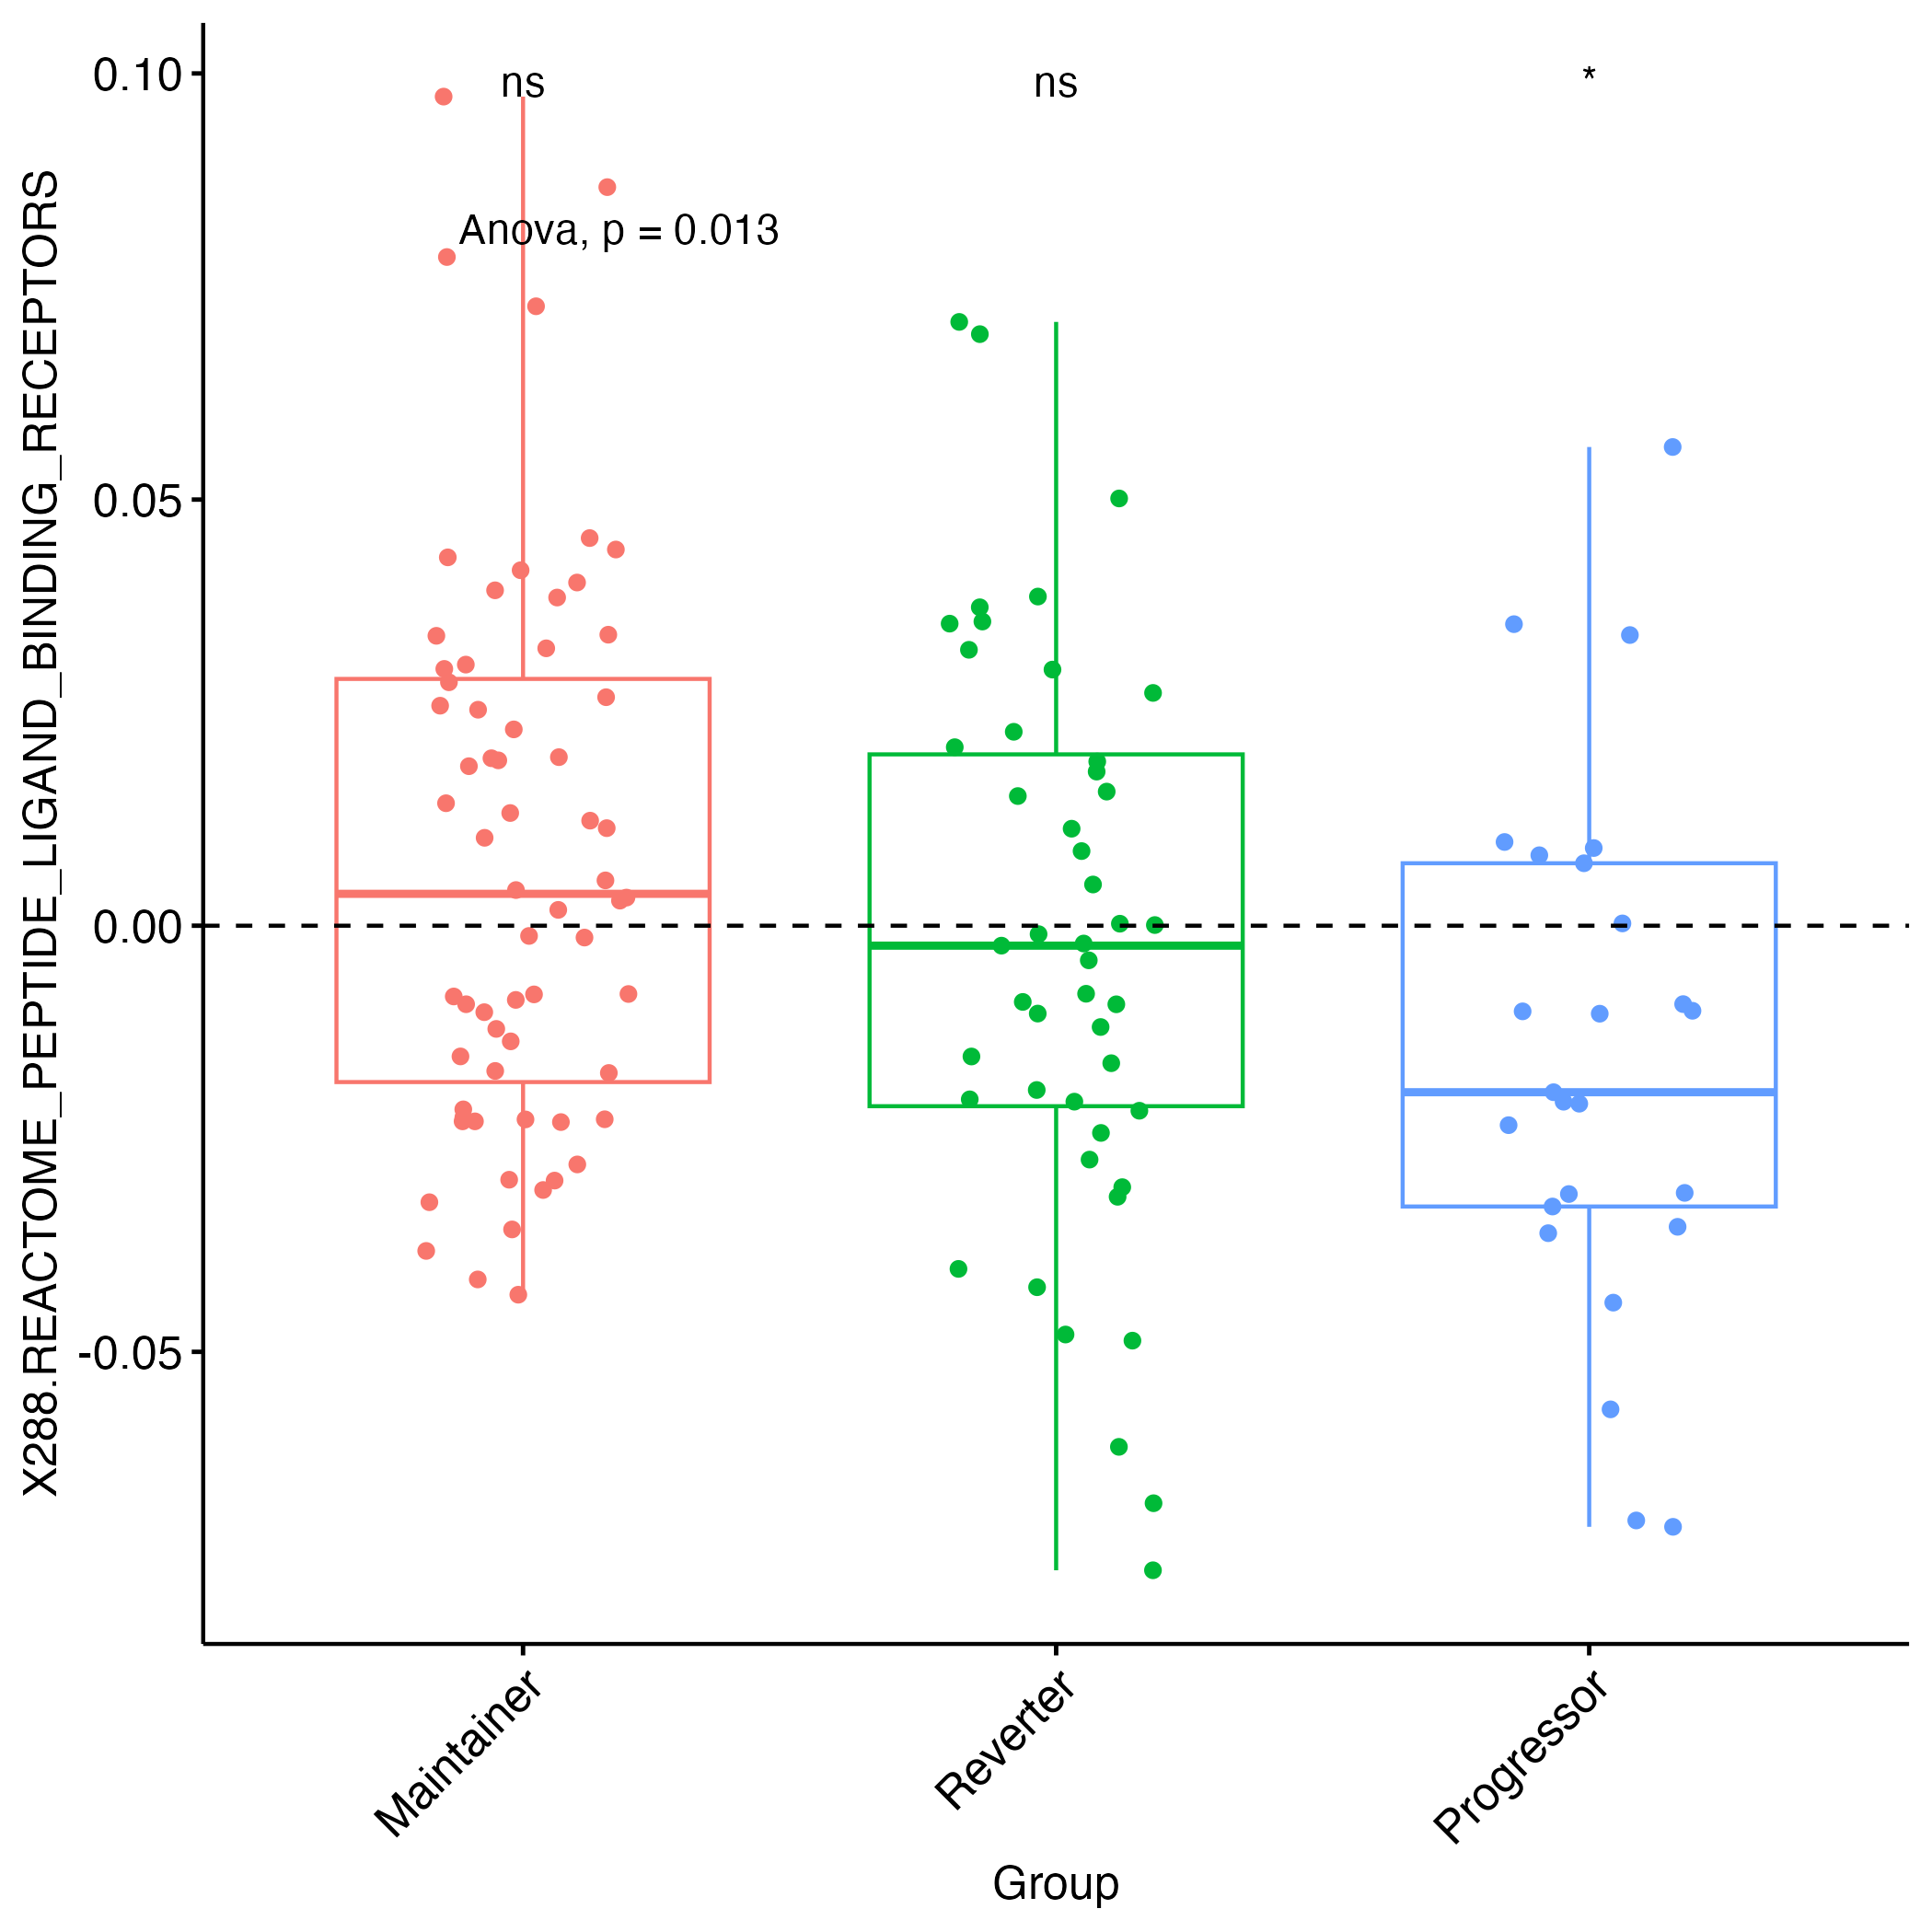 X288.REACTOME_PEPTIDE_LIGAND_BINDING_RECEPTORS
0.10
0.05
0.00
-0.05
ns
ns
*
Anova, p = 0.013
Maintainer
Reverter
Progressor
Group